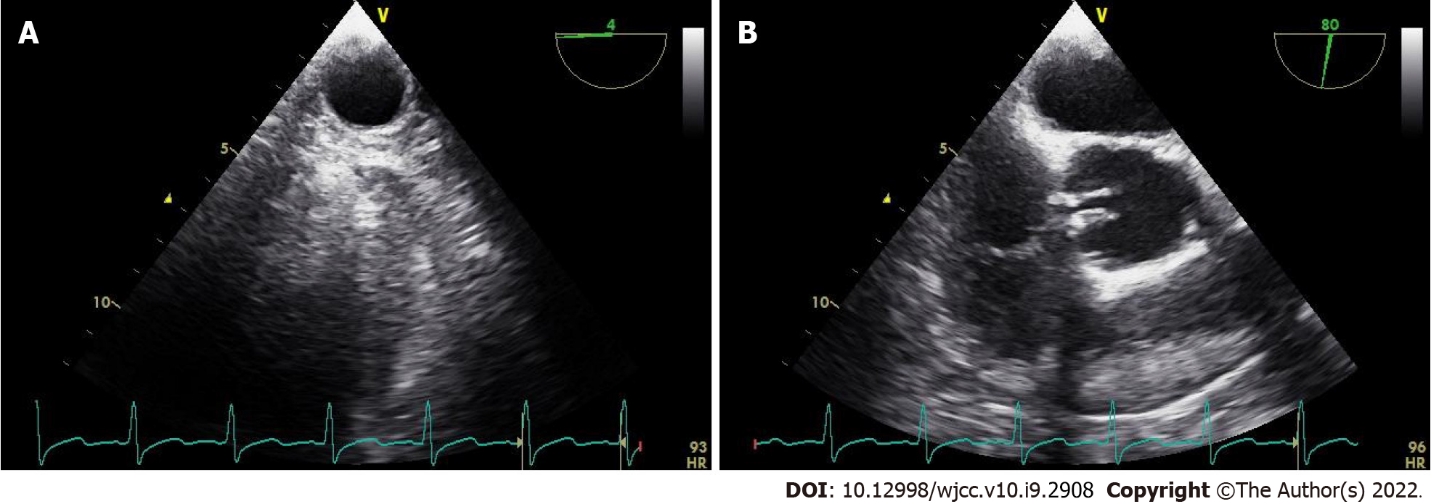 A
V
4
5
10
93
HR
B
V
80
5
10
96
HR
DOI: 10.12998/wjcc.v10.i9.2908 Copyright ©The Author(s) 2022.